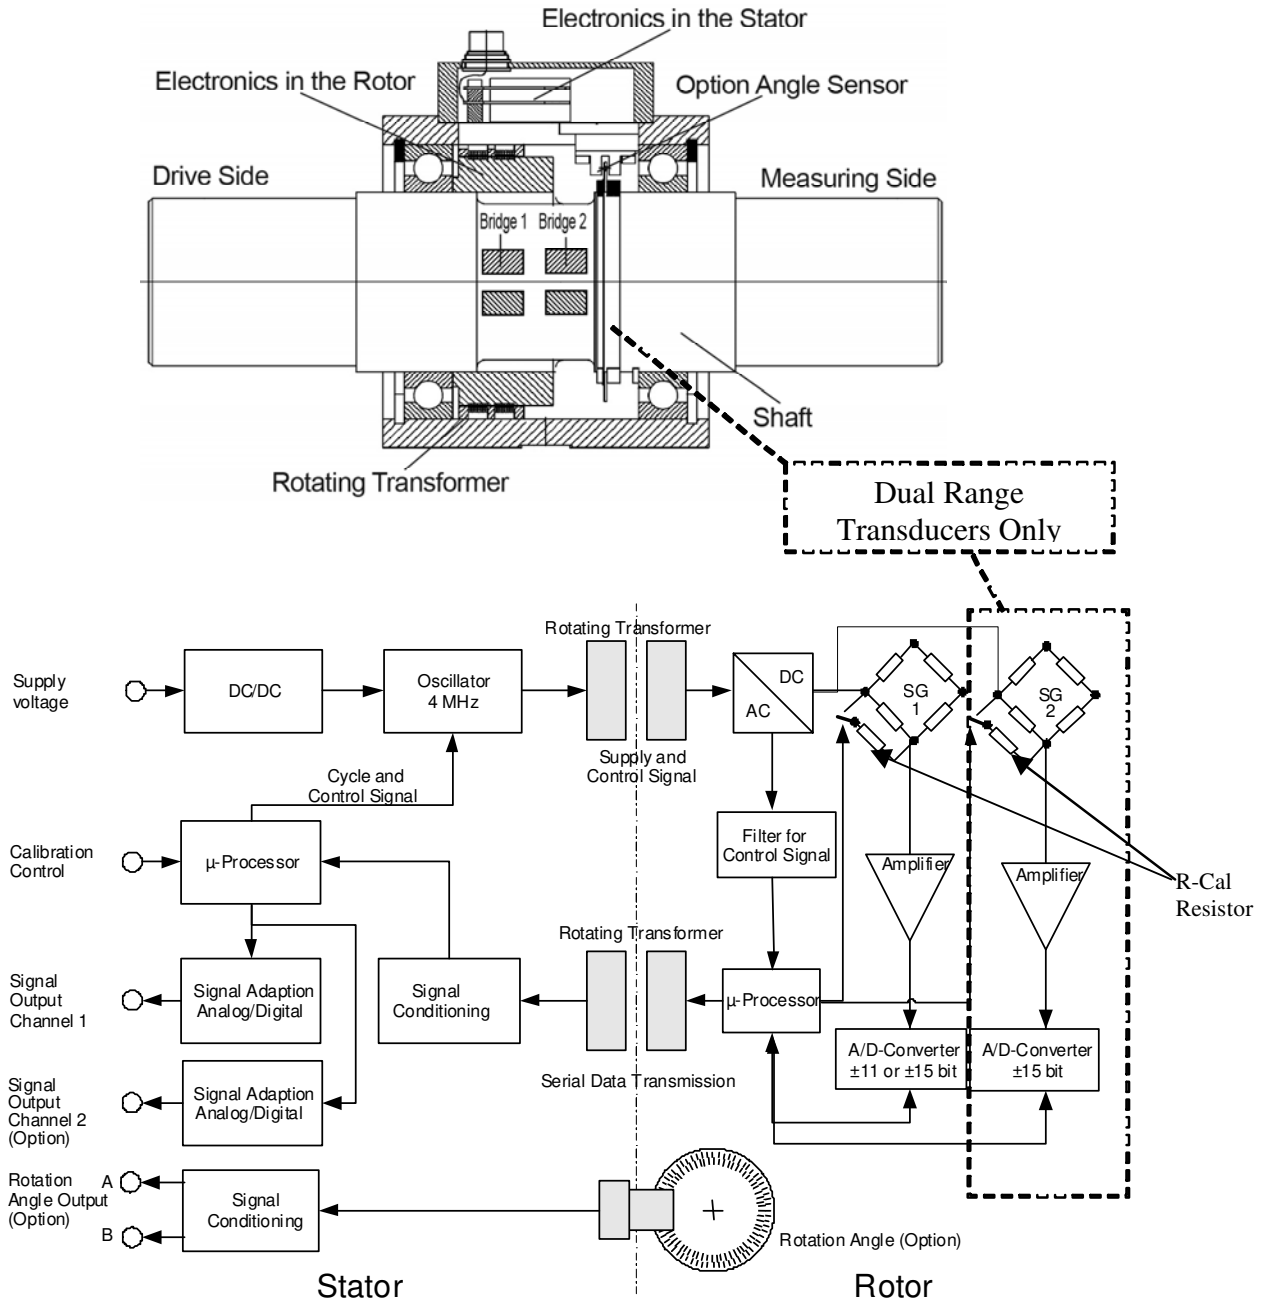 Electronics in the Stator
Electronics in the Rotor
Option Angle Sensor
Drive Side
Measuring Side
Bridge 1
Bridge 2
Shaft
Rotating Transformer
Dual Range
Transducers Only
Rotating Transformer
Supply
voltage
DC/DC
Oscillator
4 MHz
DC
AC
SG
1
SG
2
Supply and
Control Signal
Cycle and
Control Signal
Calibration
Control
µ-Processor
Filter for
Control Signal
Amplifier
Amplifier
R-Cal
Resistor
Rotating Transformer
Signal
Output
Channel 1
Signal Adaption
Analog/Digital
Signal
Conditioning
µ-Processor
A/D-Converter
±11 or ±15 bit
A/D-Converter
±15 bit
Serial Data Transmission
Signal
Output
Channel 2
(Option)
Signal Adaption
Analog/Digital
Rotation
Angle Output
(Option)
A
B
Signal
Conditioning
Rotation Angle (Option)
Stator
Rotor